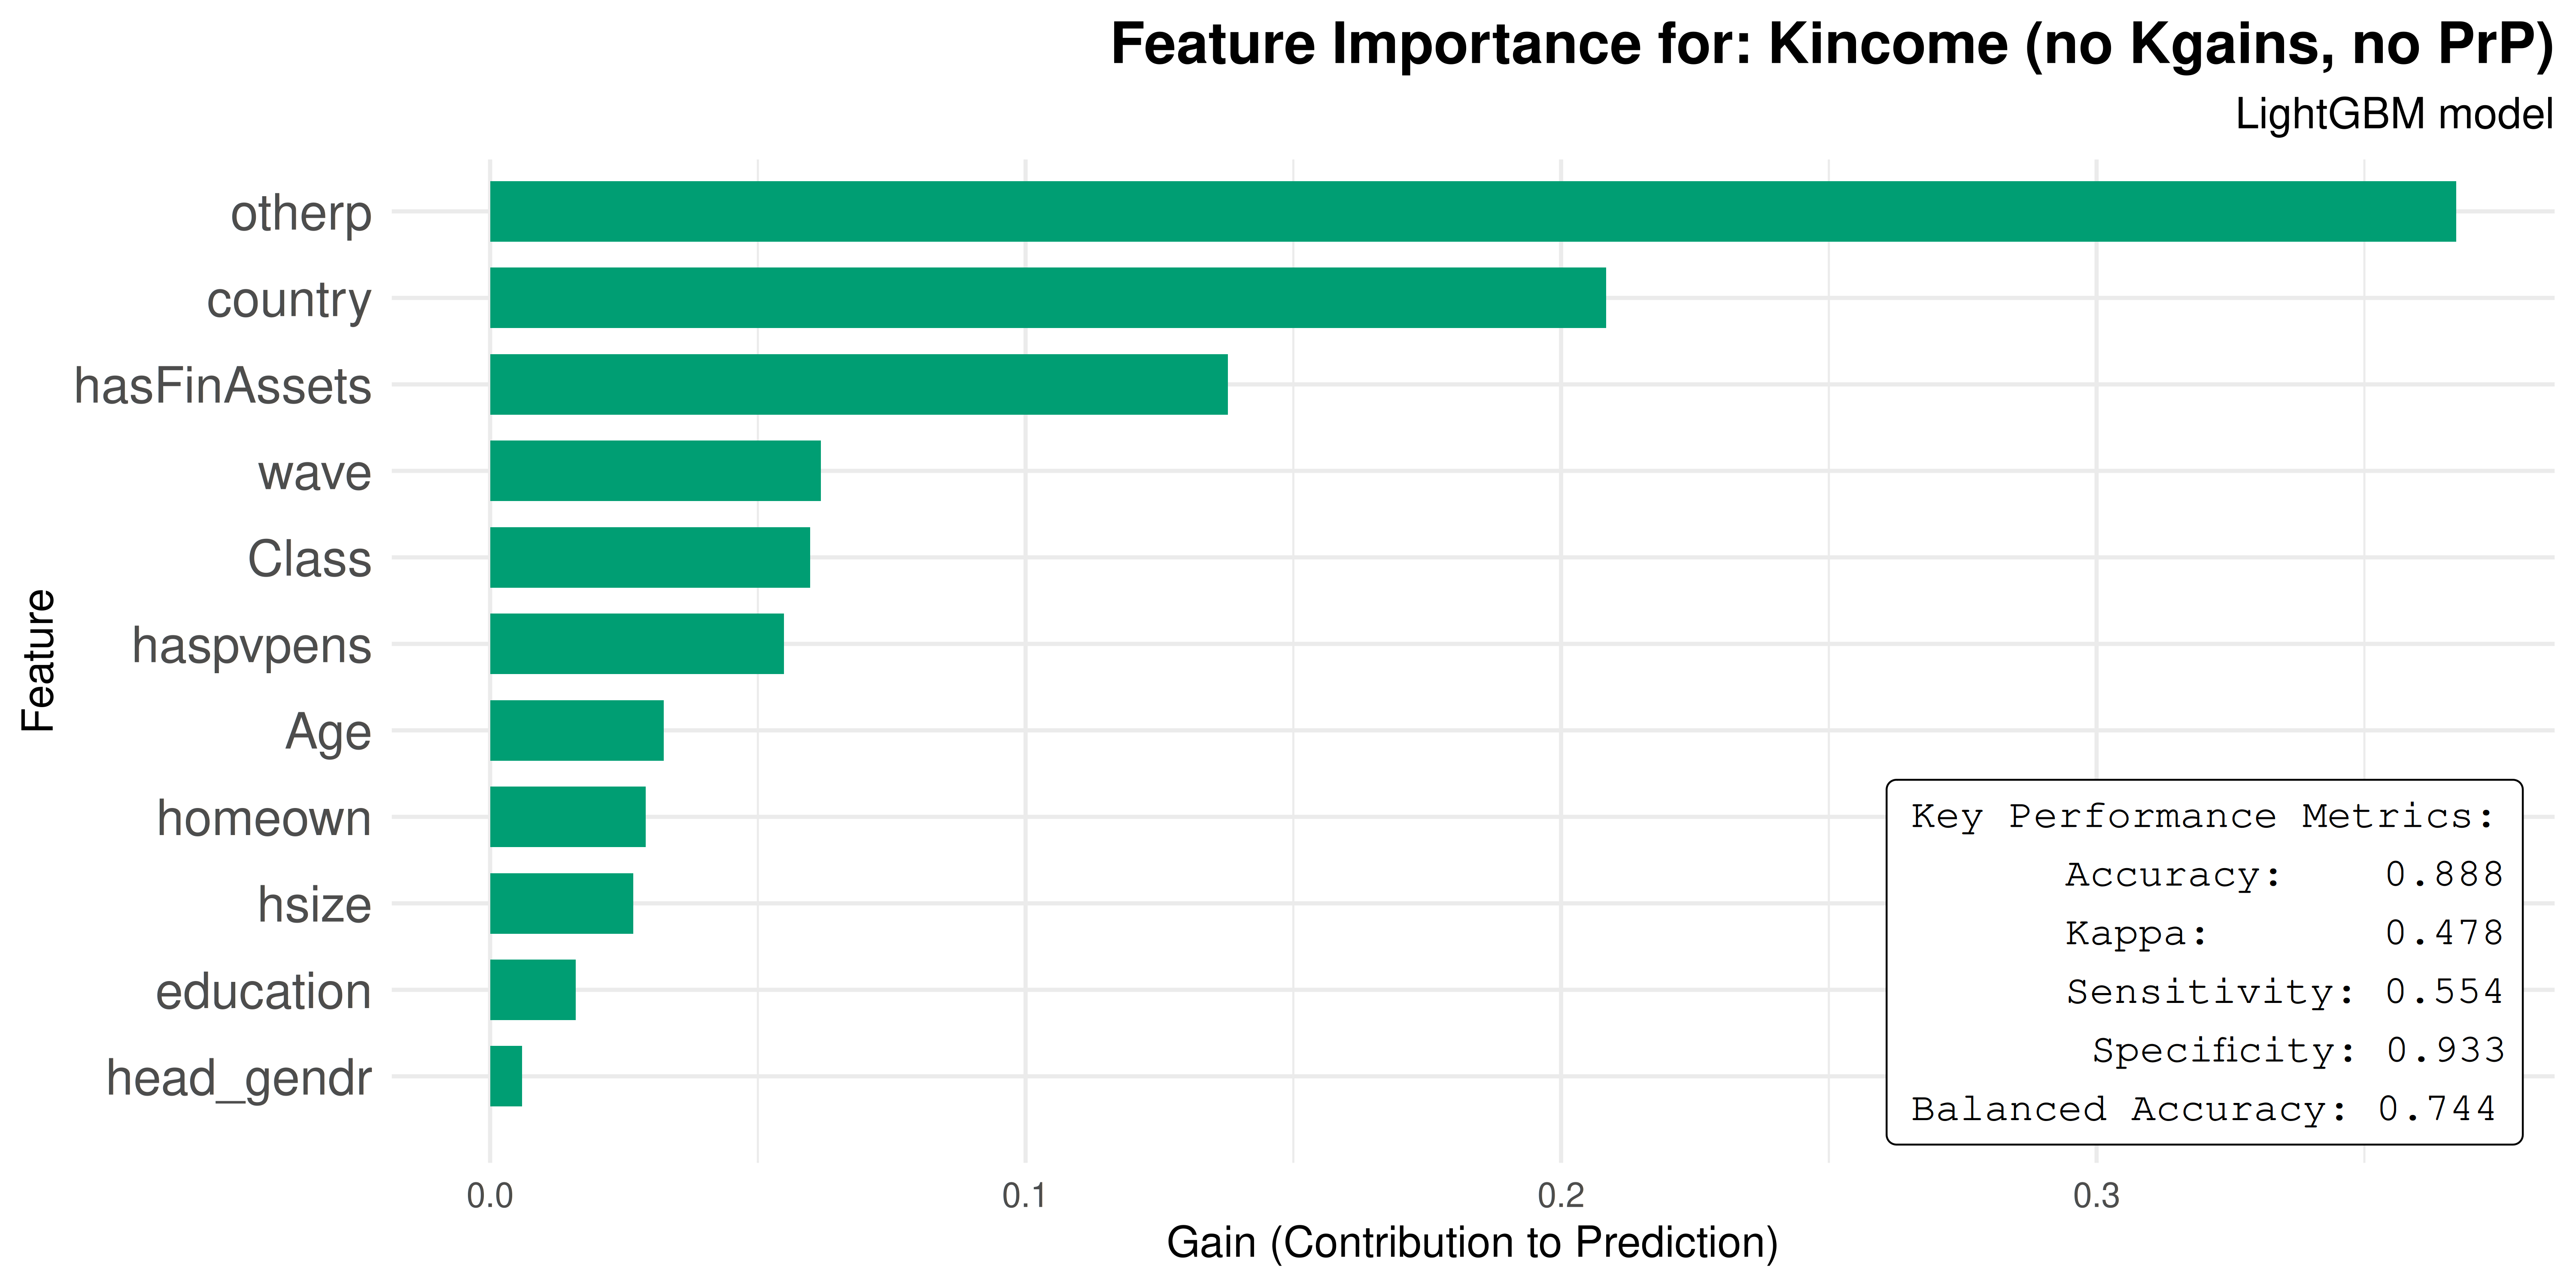 Feature Importance for: Kincome (no Kgains, no PrP)
LightGBM model
Feature
otherp
country
hasFinAssets
wave
Class
haspvpens
Age
homeown
hsize
education
head_gendr
Key Performance Metrics:
Accuracy: 0.888
Kappa: 0.478
Sensitivity: 0.554
Specificity: 0.933
Balanced Accuracy: 0.744
0.0 0.1 0.2 0.3
Gain (Contribution to Prediction)